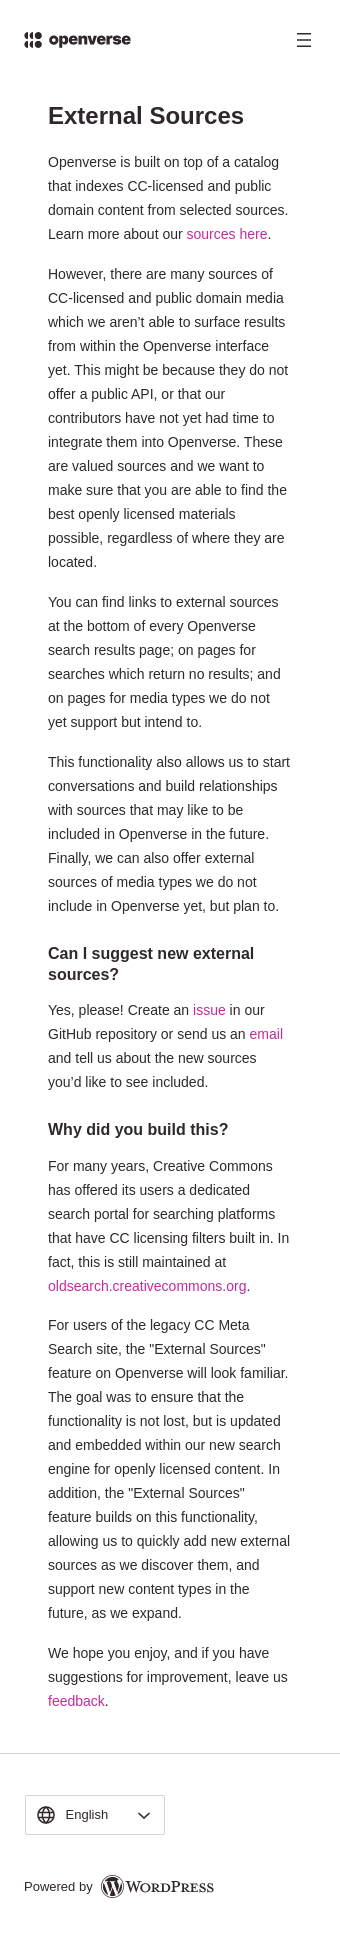 openverse
External Sources
Openverse is built on top of a catalog
that indexes CC-licensed and public
domain content from selected sources.
Learn more about our sources here.
However, there are many sources of
CC-licensed and public domain media
which we aren’t able to surface results
from within the Openverse interface
yet. This might be because they do not
offer a public API, or that our
contributors have not yet had time to
integrate them into Openverse. These
are valued sources and we want to
make sure that you are able to find the
best openly licensed materials
possible, regardless of where they are
located.
You can find links to external sources
at the bottom of every Openverse
search results page; on pages for
searches which return no results; and
on pages for media types we do not
yet support but intend to.
This functionality also allows us to start
conversations and build relationships
with sources that may like to be
included in Openverse in the future.
Finally, we can also offer external
sources of media types we do not
include in Openverse yet, but plan to.
Can I suggest new external
sources?
Yes, please! Create an issue in our
GitHub repository or send us an email
and tell us about the new sources
you’d like to see included.
Why did you build this?
For many years, Creative Commons
has offered its users a dedicated
search portal for searching platforms
that have CC licensing filters built in. In
fact, this is still maintained at
oldsearch.creativecommons.org.
For users of the legacy CC Meta
Search site, the "External Sources"
feature on Openverse will look familiar.
The goal was to ensure that the
functionality is not lost, but is updated
and embedded within our new search
engine for openly licensed content. In
addition, the "External Sources"
feature builds on this functionality,
allowing us to quickly add new external
sources as we discover them, and
support new content types in the
future, as we expand.
We hope you enjoy, and if you have
suggestions for improvement, leave us
feedback.
English
Powered by WORDPRESS